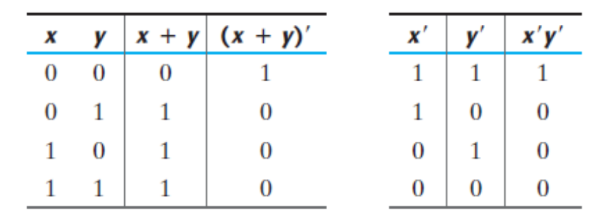 x y x + y (x + y)′ x′ y′ x′y′
0 0 0 1 1 1 1
0 1 1 0 1 0 0
1 0 1 0 0 1 0
1 1 1 0 0 0 0